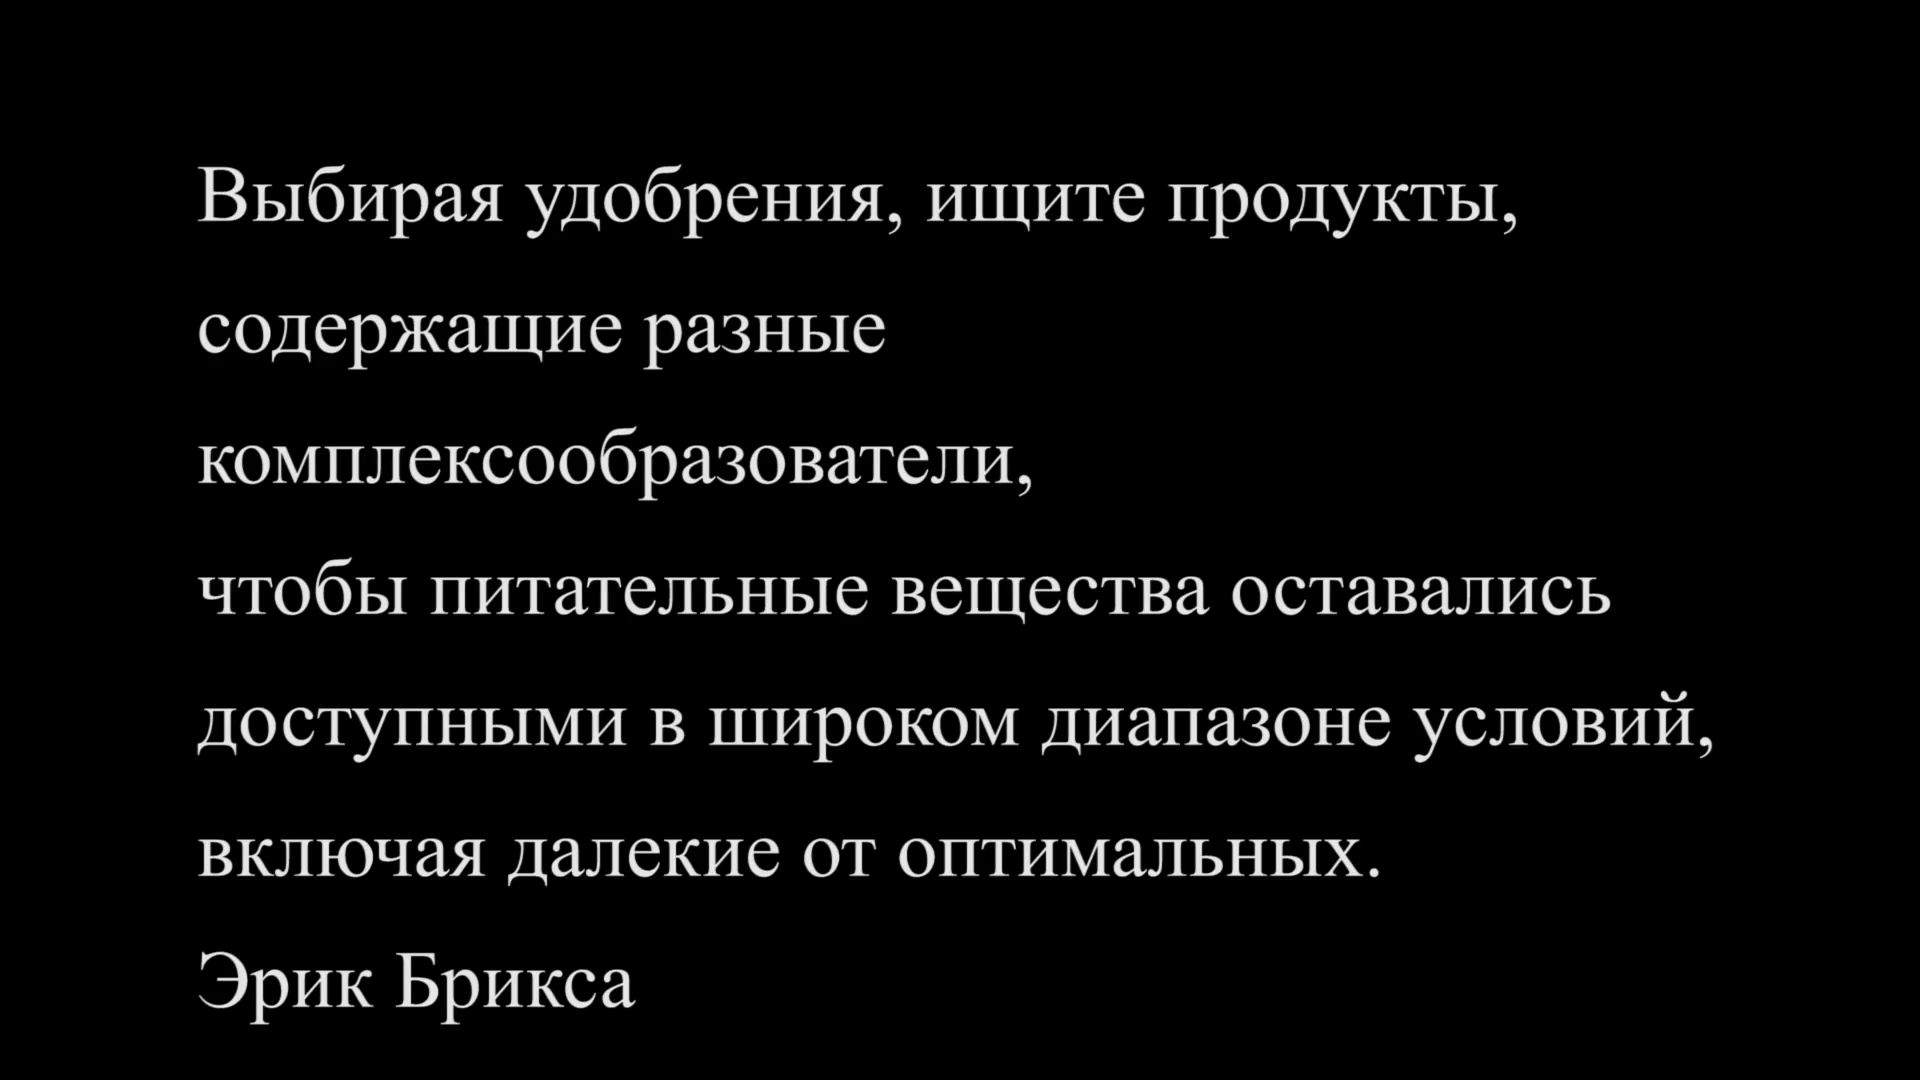 Выбирая удобрения, ищите продукты,
содержащие разные
комплексообразователи,
чтобы питательные вещества оставались
доступными в широком диапазоне условий,
включая далекие от оптимальных.
Эрик Брикса